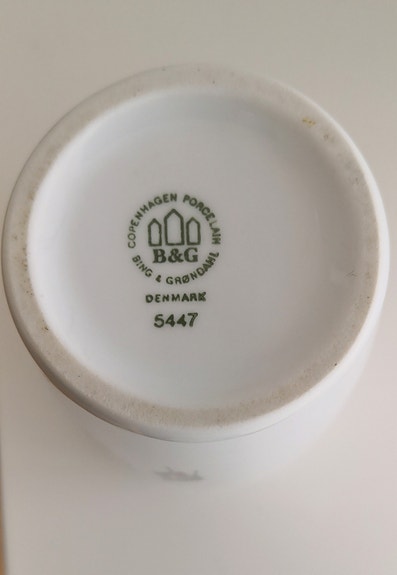 COPENHAGEN PORCELAIN
B&G
BING & GRØNDAHL
DENMARK
5447